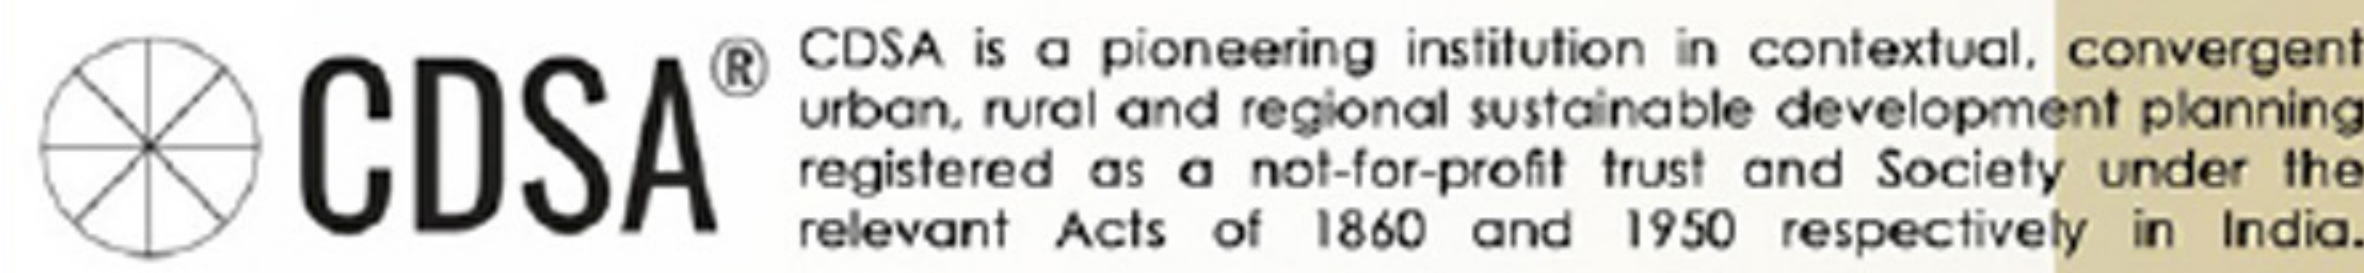 CDSA®
CDSA is a pioneering institution in contextual, convergent
urban, rural and regional sustainable development planning
registered as a not-for-profit trust and Society under the
relevant Acts of 1860 and 1950 respectively in India.